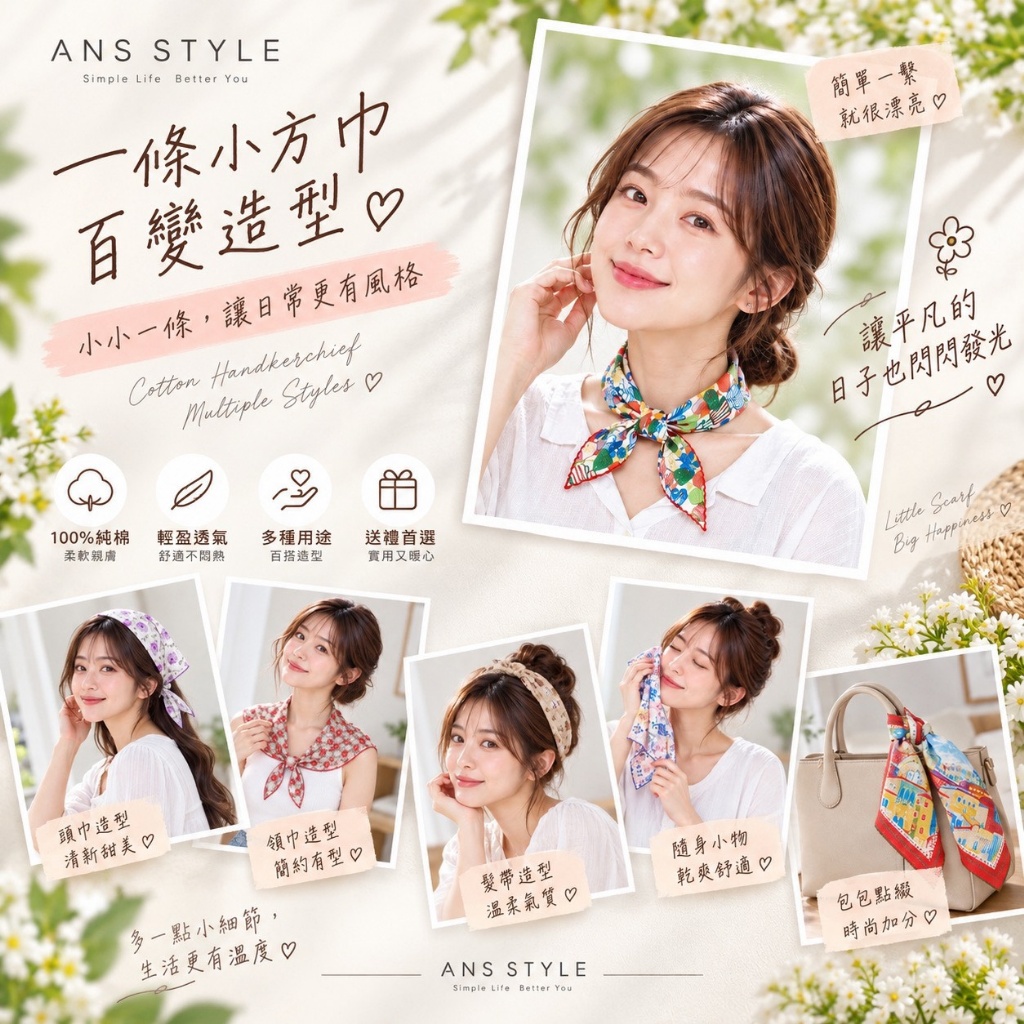 ANS STYLE
Simple Life Better You
一條小方巾
百變造型♡
小小一條，讓日常更有風格
Cotton Handkerchief
Multiple Styles ♡
100%純棉
柔軟親膚
輕盈透氣
舒適不悶熱
多種用途
百搭造型
送禮首選
實用又暖心
簡單一繫
就很漂亮♡
讓平凡的
日子也閃閃發光
♡
Little Scarf
Big Happiness ♡
頭巾造型
清新甜美♡
領巾造型
簡約有型♡
髮帶造型
溫柔氣質♡
隨身小物
乾爽舒適♡
包包點綴
時尚加分♡
多一點小細節，
生活更有溫度♡
ANS STYLE
Simple Life Better You